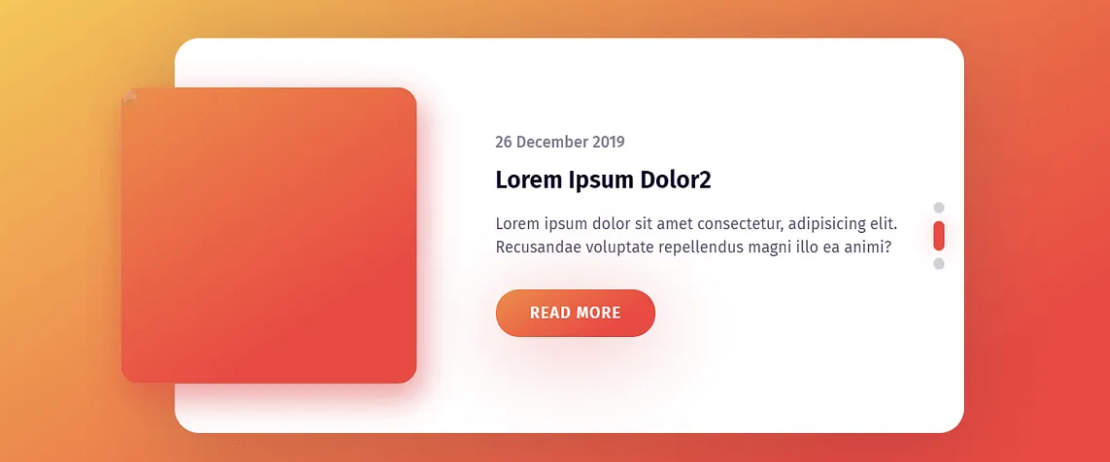 26 December 2019
Lorem Ipsum Dolor2
Lorem ipsum dolor sit amet consectetur, adipisicing elit.
Recusandae voluptate repellendus magni illo ea animi?
READ MORE